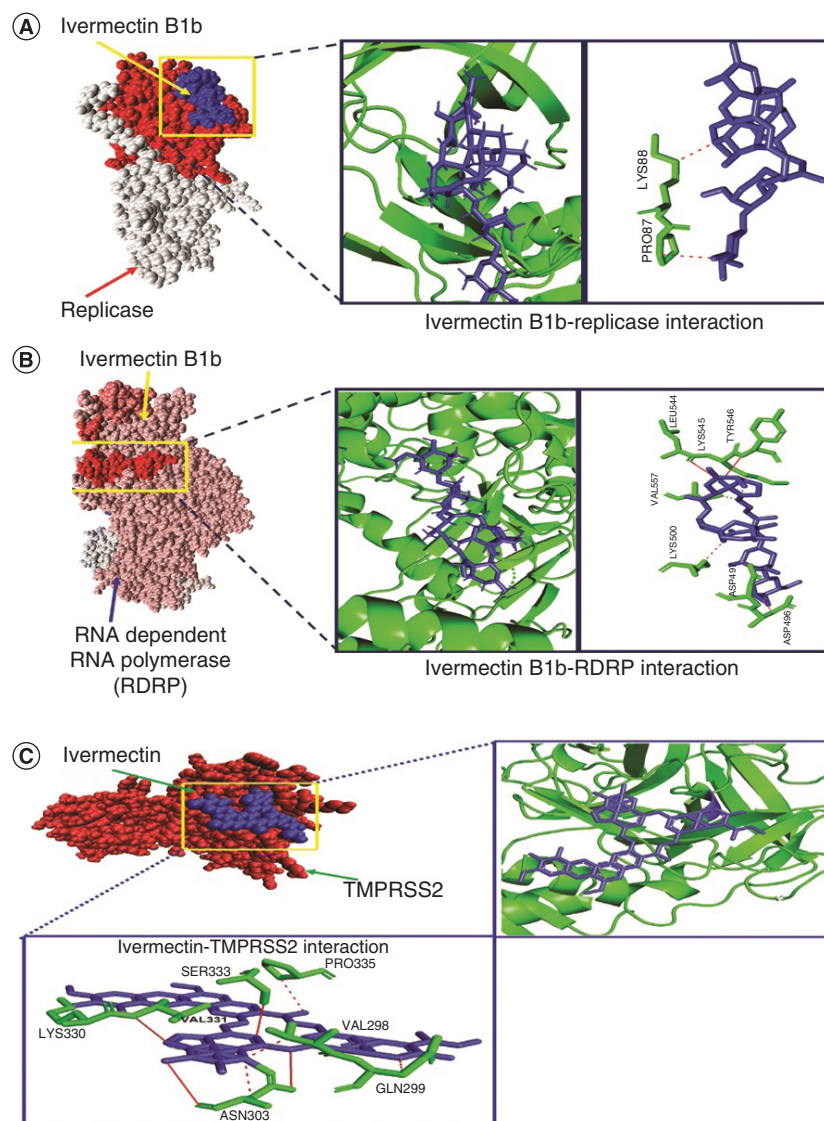 A
Ivermectin B1b
Replicase
LYS88
PRO87
Ivermectin B1b-replicase interaction
B
Ivermectin B1b
RNA dependent
RNA polymerase
(RDRP)
LEU544
LYS545
TYR546
VAL557
LYS500
ASP496
Ivermectin B1b-RDRP interaction
C
Ivermectin
TMPRSS2
Ivermectin-TMPRSS2 interaction
SER333
PRO335
LYS330
VAL331
VAL298
GLN299
ASN303